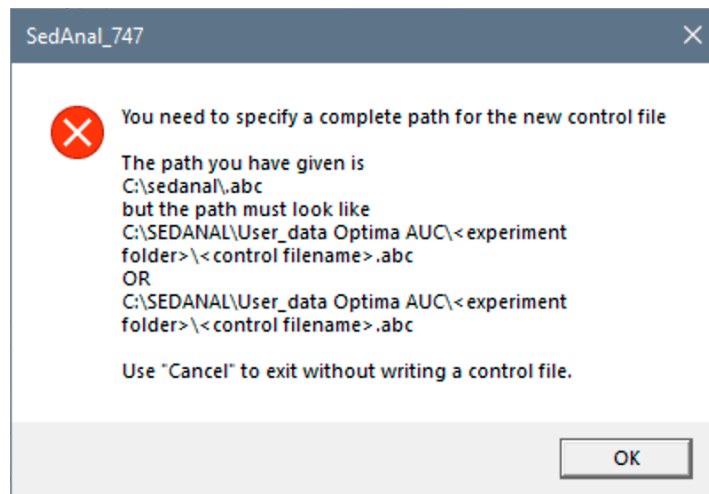 SedAnal_747
You need to specify a complete path for the new control file
The path you have given is
C:\sedanal\.abc
but the path must look like
C:\SEDANAL\User_data Optima AUC\<experiment
folder>\<control filename>.abc
OR
C:\SEDANAL\User_data Optima AUC\<experiment
folder>\<control filename>.abc
Use "Cancel" to exit without writing a control file.
OK